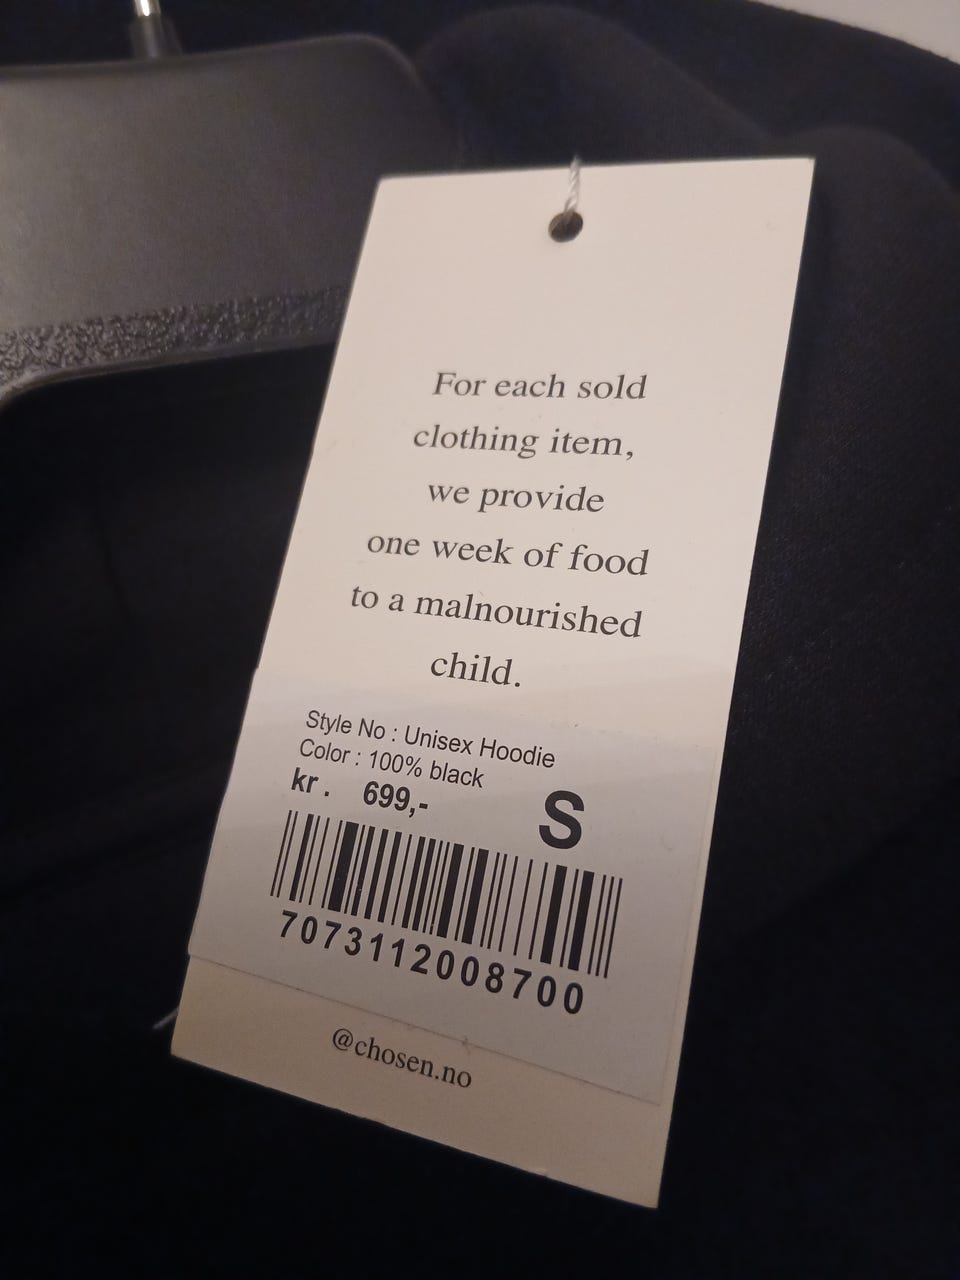 For each sold
clothing item,
we provide
one week of food
to a malnourished
child.
Style No : Unisex Hoodie
Color : 100% black
kr. 699,-
S
7073112008700
@chosen.no